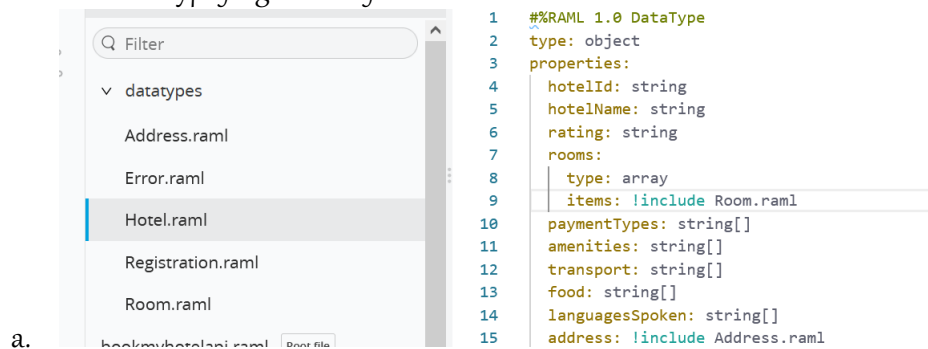 Filter
datatypes
Address.raml
Error.raml
Hotel.raml
Registration.raml
Room.raml
a.
1 #%RAML 1.0 DataType
2 type: object
3 properties:
4 hotelId: string
5 hotelName: string
6 rating: string
7 rooms:
8 type: array
9 items: !include Room.raml
10 paymentTypes: string[]
11 amenities: string[]
12 transport: string[]
13 food: string[]
14 languagesSpoken: string[]
15 address: !include Address.raml